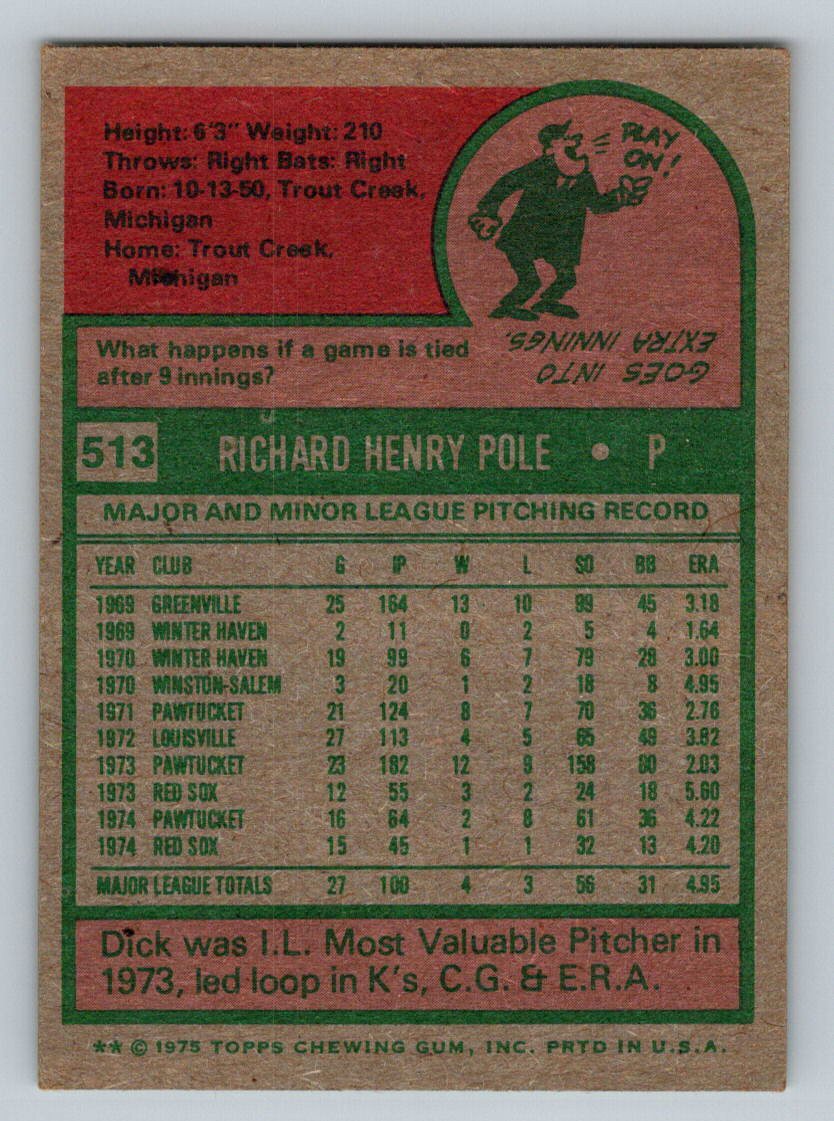 Height: 6'3" Weight: 210
Throws: Right Bats: Right
Born: 10-13-50, Trout Creek,
Michigan
Home: Trout Creek,
Michigan
PLAY
ON!
What happens if a game is tied
after 9 innings?
GOES INTO
EXTRA INNINGS.
513 RICHARD HENRY POLE • P
MAJOR AND MINOR LEAGUE PITCHING RECORD
YEAR CLUB G IP W L SO BB ERA
1969 GREENVILLE 25 164 13 10 99 45 3.18
1969 WINTER HAVEN 2 11 0 2 5 4 1.64
1970 WINTER HAVEN 19 99 6 7 79 28 3.00
1970 WINSTON-SALEM 3 20 1 2 18 8 4.95
1971 PAWTUCKET 21 124 8 7 70 36 2.76
1972 LOUISVILLE 27 113 4 5 65 49 3.82
1973 PAWTUCKET 23 182 12 9 158 80 2.03
1973 RED SOX 12 55 3 2 24 18 5.60
1974 PAWTUCKET 16 64 2 8 61 36 4.22
1974 RED SOX 15 45 1 1 32 13 4.20
MAJOR LEAGUE TOTALS 27 100 4 3 56 31 4.95
Dick was I.L. Most Valuable Pitcher in
1973, led loop in K's, C.G. & E.R.A.
** © 1975 TOPPS CHEWING GUM, INC. PRTD IN U.S.A.